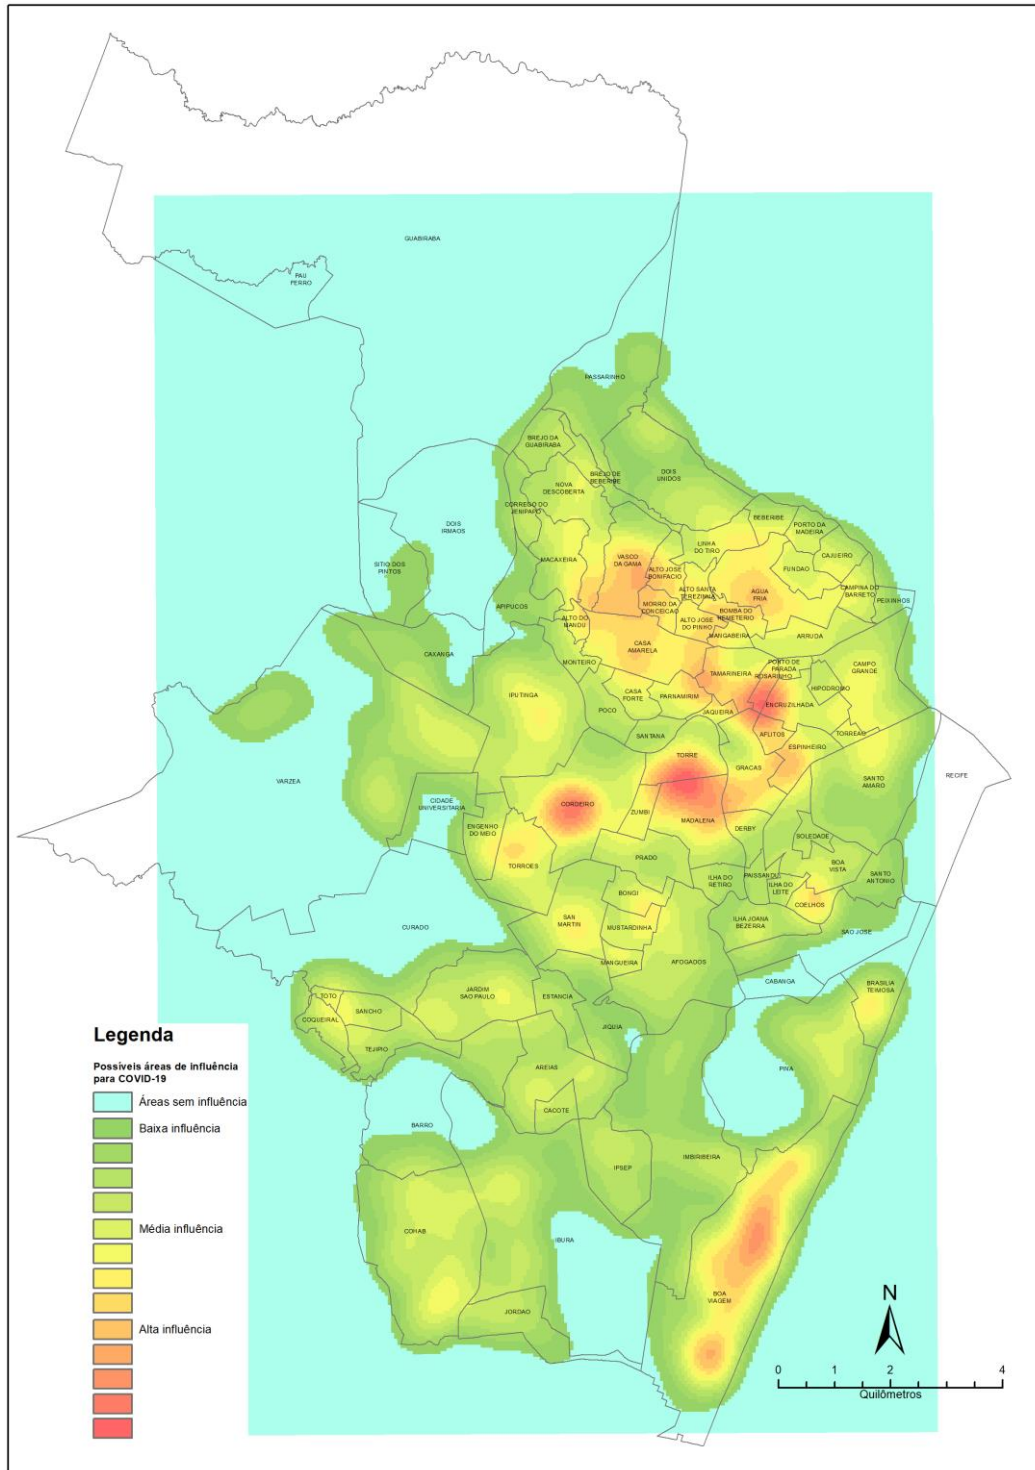 GUABIRABA
PAU
FERRO
PASSARINHO
BREJO DA
GUABIRABA
BREJO DE
BEBERIBE
DOIS
UNIDOS
NOVA
DESCOBERTA
CORREGO DO
JENIPAPO
DOIS
IRMAOS
BEBERIBE
PORTO DA
MADEIRA
LINHA
DO TIRO
CAJUEIRO
VASCO
DA GAMA
MACAXEIRA
SITIO DOS
PINTOS
ALTO JOSE
BONIFACIO
FUNDAO
ALTO SANTA
TEREZINHA
AGUA
FRIA
CAMPINA DO
BARRETO
PEIXINHOS
APIPUCOS
MORRO DA
CONCEICAO
BOMBA DO
HEMETERIO
ALTO DO
MANDU
ALTO JOSE
DO PINHO
MANGABEIRA
ARRUDA
CASA
AMARELA
CAXANGA
MONTEIRO
TAMARINEIRA
PORTO DE
PARADA
ROSARINHO
CAMPO
GRANDE
HIPODROMO
IPUTINGA
CASA
FORTE
PARNAMIRIM
POCO
JAQUEIRA
ENCRUZILHADA
SANTANA
AFLITOS
TORREAO
ESPINHEIRO
TORRE
GRACAS
SANTO
AMARO
RECIFE
VARZEA
CIDADE
UNIVERSITARIA
CORDEIRO
ZUMBI
MADALENA
DERBY
ENGENHO
DO MEIO
SOLEDADE
TORROES
PRADO
BOA
VISTA
ILHA DO
RETIRO
PAISSANDU
ILHA DO
LEITE
SANTO
ANTONIO
BONGI
COELHOS
CURADO
SAN
MARTIN
MUSTARDINHA
ILHA JOANA
BEZERRA
SAO JOSE
MANGUEIRA
AFOGADOS
CABANGA
BRASILIA
TEIMOSA
TOTO
JARDIM
SAO PAULO
ESTANCIA
COQUEIRAL
SANCHO
JIQUIA
TEJIPIO
AREIAS
PINA
CACOTE
BARRO
IPSEP
IMBIRIBEIRA
COHAB
IBURA
BOA
VIAGEM
JORDAO
Legenda
Possíveis áreas de influência
para COVID-19
Áreas sem influência
Baixa influência
Média influência
Alta influência
N
0 1 2 4
Quilômetros